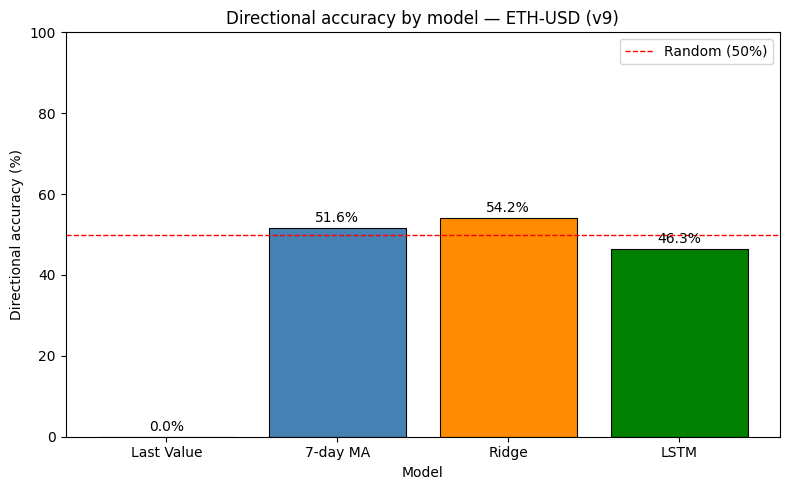 Directional accuracy by model — ETH-USD (v9)
Random (50%)
Directional accuracy (%)
100
80
60
40
20
0
0.0%
51.6%
54.2%
46.3%
Last Value
7-day MA
Ridge
LSTM
Model